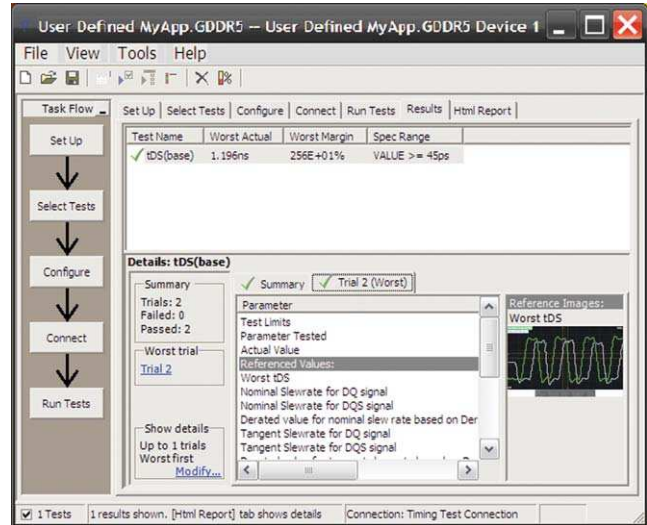 User Defined MyApp.GDDR5 -- User Defined MyApp.GDDR5 Device 1
File View Tools Help
Task Flow
Set Up
Select Tests
Configure
Connect
Run Tests
Set Up Select Tests Configure Connect Run Tests Results Html Report
Test Name Worst Actual Worst Margin Spec Range
tDS(base) 1.196ns 256E+01% VALUE >= 45ps
Details: tDS(base)
Summary
Trials: 2
Failed: 0
Passed: 2
Worst trial
Trial 2
Show details
Up to 1 trials
Worst first
Modify...
Summary Trial 2 (Worst)
Parameter
Test Limits
Parameter Tested
Actual Value
Referenced Values:
Worst tDS
Nominal Slewrate for DQ signal
Nominal Slewrate for DQS signal
Derated value for nominal slew rate based on Der
Tangent Slewrate for DQ signal
Tangent Slewrate for DQS signal
Reference Images:
Worst tDS
1 Tests 1 results shown. [Html Report] tab shows details Connection: Timing Test Connection